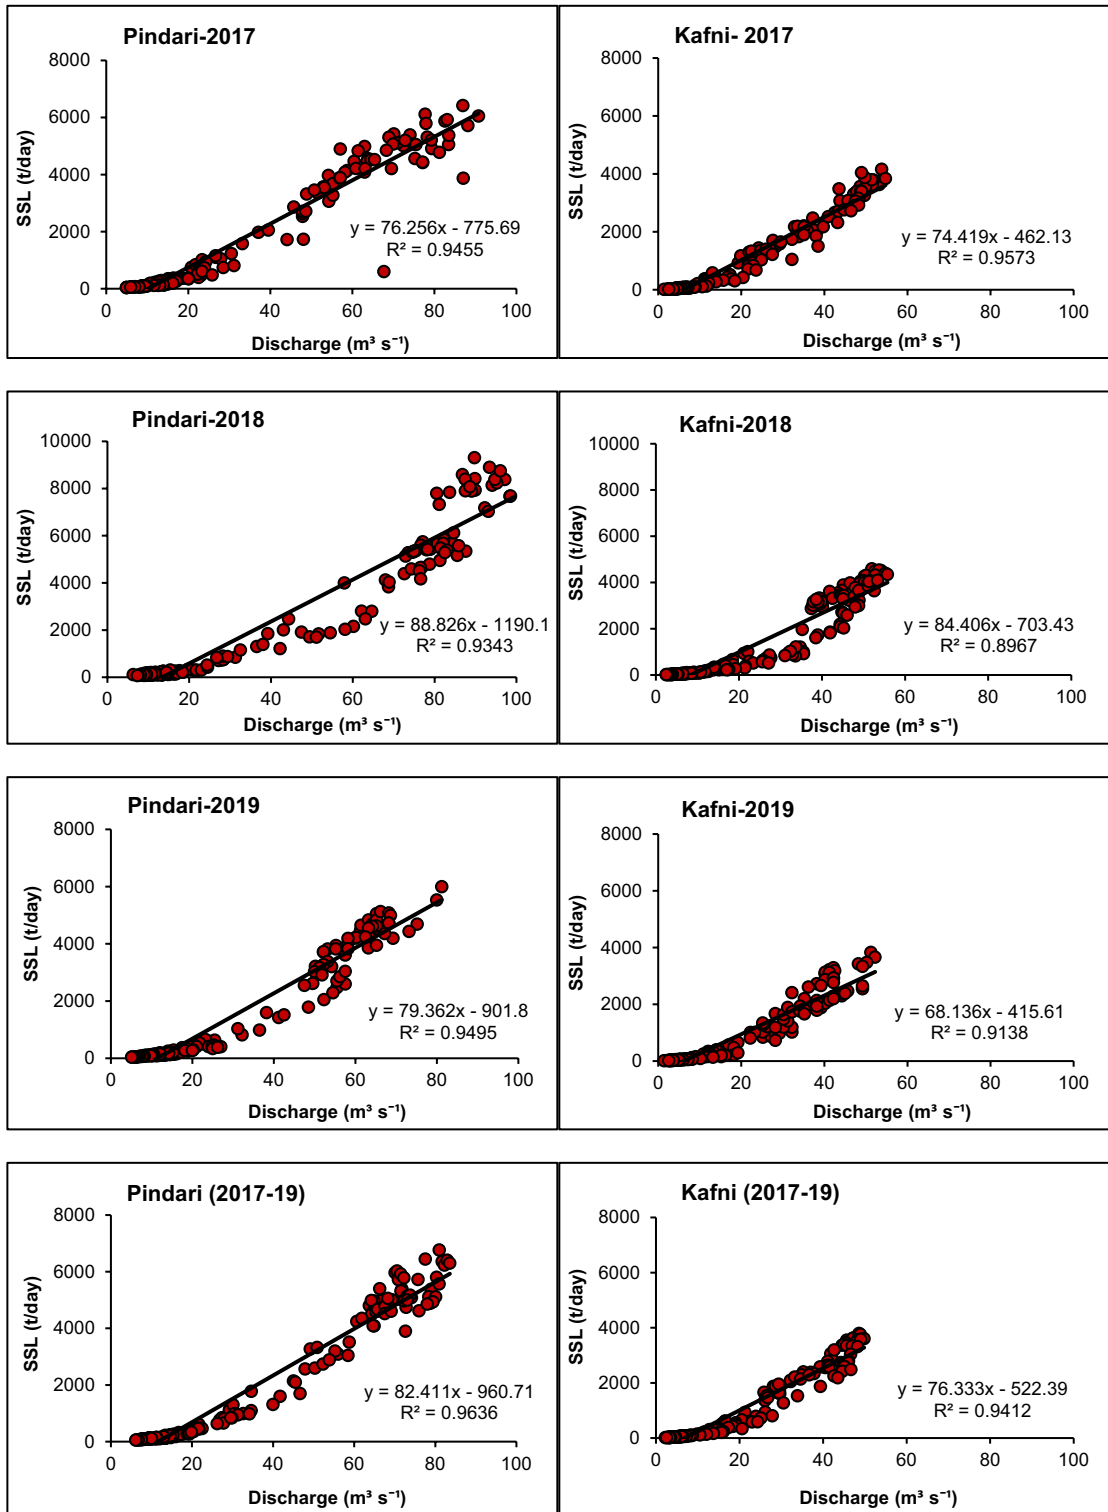 Pindari-2017
8000
6000
4000
2000
0
SSL (t/day)
y = 76.256x - 775.69
R² = 0.9455
0 20 40 60 80 100
Discharge (m³ s⁻¹)
Kafni- 2017
8000
6000
4000
2000
0
SSL (t/day)
y = 74.419x - 462.13
R² = 0.9573
0 20 40 60 80 100
Discharge (m³ s⁻¹)
Pindari-2018
10000
8000
6000
4000
2000
0
SSL (t/day)
y = 88.826x - 1190.1
R² = 0.9343
0 20 40 60 80 100
Discharge (m³ s⁻¹)
Kafni-2018
10000
8000
6000
4000
2000
0
SSL (t/day)
y = 84.406x - 703.43
R² = 0.8967
0 20 40 60 80 100
Discharge (m³ s⁻¹)
Pindari-2019
8000
6000
4000
2000
0
SSL (t/day)
y = 79.362x - 901.8
R² = 0.9495
0 20 40 60 80 100
Discharge (m³ s⁻¹)
Kafni-2019
8000
6000
4000
2000
0
SSL (t/day)
y = 68.136x - 415.61
R² = 0.9138
0 20 40 60 80 100
Discharge (m³ s⁻¹)
Pindari (2017-19)
8000
6000
4000
2000
0
SSL (t/day)
y = 82.411x - 960.71
R² = 0.9636
0 20 40 60 80 100
Discharge (m³ s⁻¹)
Kafni (2017-19)
8000
6000
4000
2000
0
SSL (t/day)
y = 76.333x - 522.39
R² = 0.9412
0 20 40 60 80 100
Discharge (m³ s⁻¹)